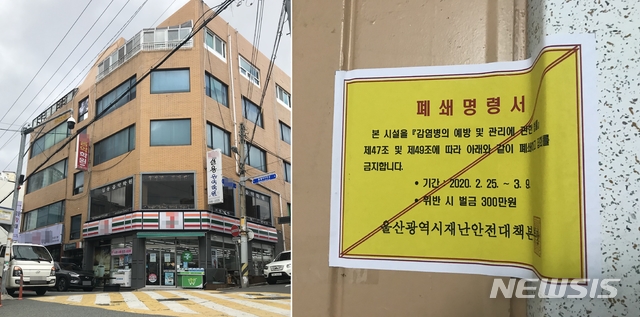 폐쇄명령서
본 시설을 『감염병의 예방 및 관리에 관한
제47조 및 제49조에 따라 아래와 같이
금지합니다.
• 기간 : 2020. 2. 25. ~ 3. 9.
• 위반 시 벌금 300만원
울산광역시재난안전대책본
NEWSIS